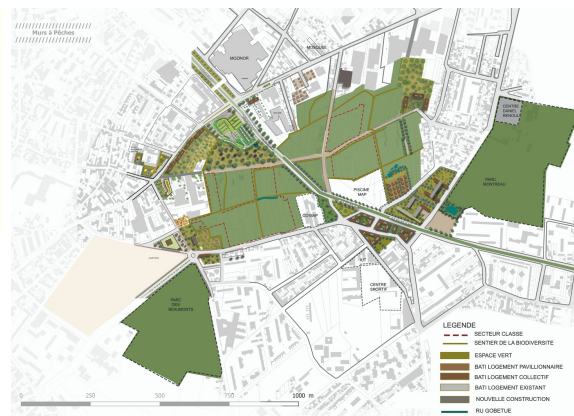 Murs à Pêches
MOZINOR
MOSQUEE
CENTRE
DANIEL
RENOULT
PARC
MONTREAU
PISCINE
MAP
CENTRE
SPORTIF
PARC
DES
BEAUMONTS
LEGENDE
SECTEUR CLASSE
SENTIER DE LA BIODIVERSITE
ESPACE VERT
BATI LOGEMENT PAVILLIONNAIRE
BATI LOGEMENT COLLECTIF
BATI LOGEMENT EXISTANT
NOUVELLE CONSTRUCTION
RU GOBETUE
0
250
500
750
1000 m